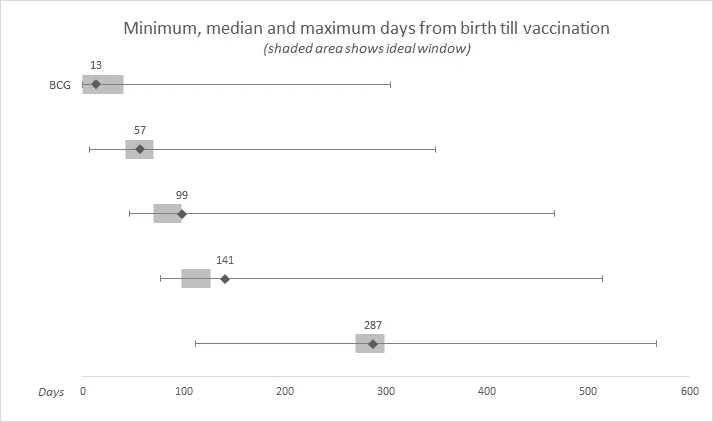 Minimum, median and maximum days from birth till vaccination
(shaded area shows ideal window)
13
BCG
57
99
141
287
Days 0 100 200 300 400 500 600